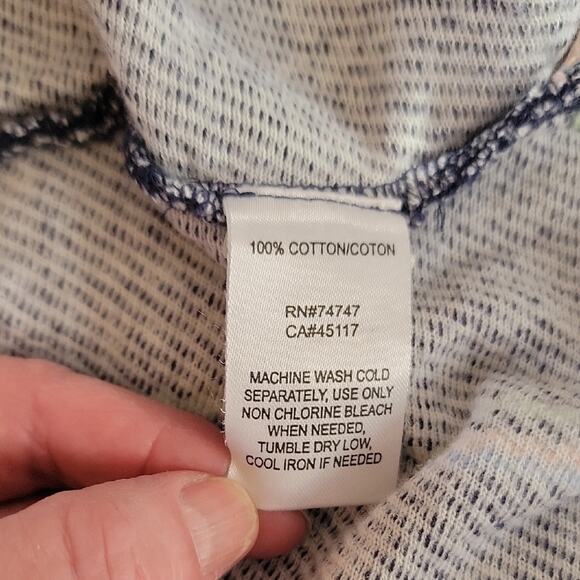 100% COTTON/COTON
RN#74747
CA#45117
MACHINE WASH COLD
SEPARATELY, USE ONLY
NON CHLORINE BLEACH
WHEN NEEDED,
TUMBLE DRY LOW,
COOL IRON IF NEEDED